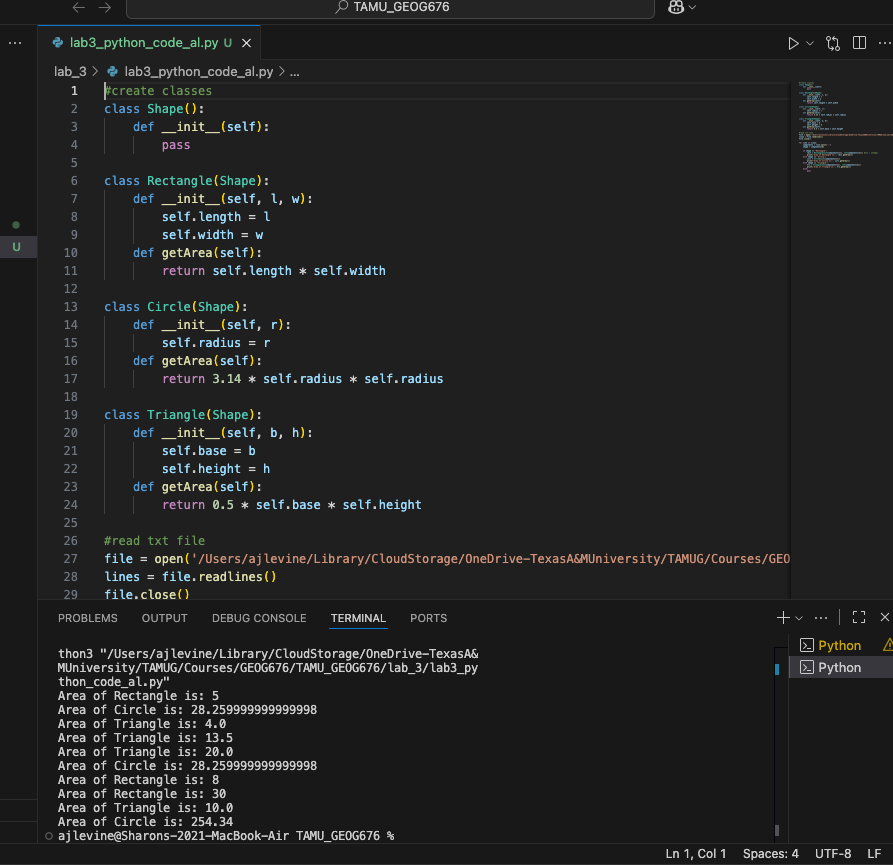 TAMU_GEOG676
lab3_python_code_al.py U
lab_3 > lab3_python_code_al.py > ...
1 #create classes
2 class Shape():
3     def __init__(self):
4         pass
5
6 class Rectangle(Shape):
7     def __init__(self, l, w):
8         self.length = l
9         self.width = w
10     def getArea(self):
11         return self.length * self.width
12
13 class Circle(Shape):
14     def __init__(self, r):
15         self.radius = r
16     def getArea(self):
17         return 3.14 * self.radius * self.radius
18
19 class Triangle(Shape):
20     def __init__(self, b, h):
21         self.base = b
22         self.height = h
23     def getArea(self):
24         return 0.5 * self.base * self.height
25
26 #read txt file
27 file = open('/Users/ajlevine/Library/CloudStorage/OneDrive-TexasA&MUniversity/TAMUG/Courses/GEO
28 lines = file.readlines()
29 file.close()
U
PROBLEMS OUTPUT DEBUG CONSOLE TERMINAL PORTS
thon3 "/Users/ajlevine/Library/CloudStorage/OneDrive-TexasA&
MUniversity/TAMUG/Courses/GEOG676/TAMU_GEOG676/lab_3/lab3_py
thon_code_al.py"
Area of Rectangle is: 5
Area of Circle is: 28.259999999999998
Area of Triangle is: 4.0
Area of Triangle is: 13.5
Area of Triangle is: 20.0
Area of Circle is: 28.259999999999998
Area of Rectangle is: 8
Area of Rectangle is: 30
Area of Triangle is: 10.0
Area of Circle is: 254.34
ajlevine@Sharons-2021-MacBook-Air TAMU_GEOG676 %
Python
Python
Ln 1, Col 1 Spaces: 4 UTF-8 LF